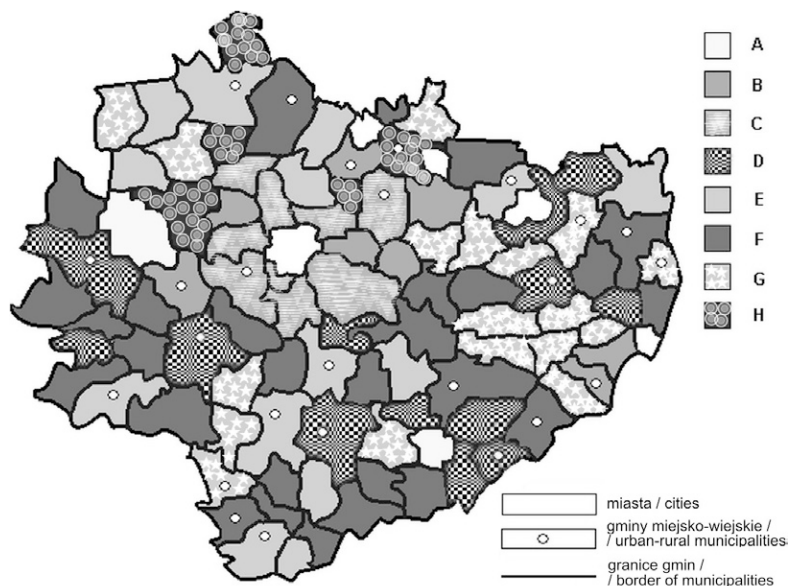 A
B
C
D
E
F
G
H
miasta / cities
gminy miejsko-wiejskie /
/ urban-rural municipalities
granice gmin /
/ border of municipalities